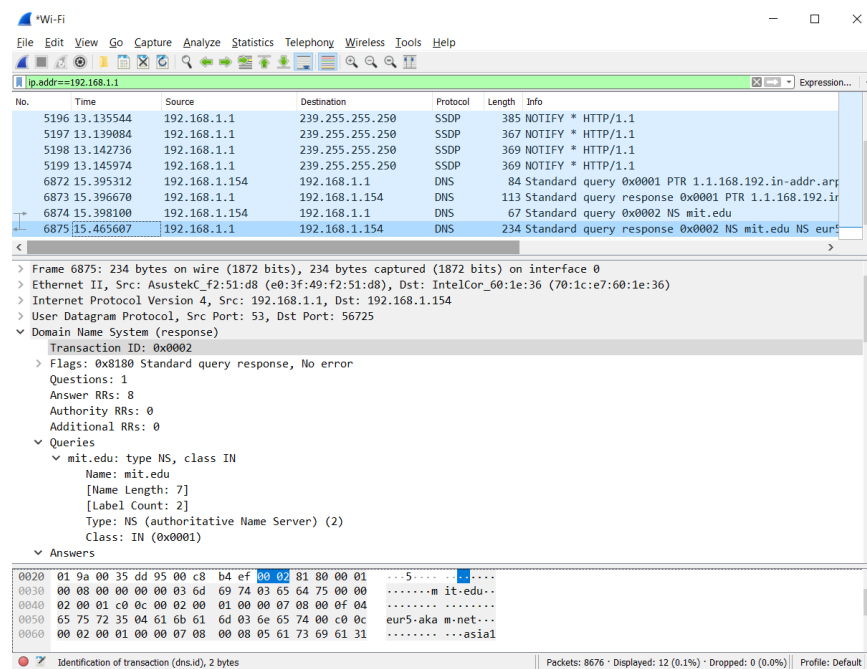 *Wi-Fi
File Edit View Go Capture Analyze Statistics Telephony Wireless Tools Help
ip.addr==192.168.1.1 Expression...
No. Time Source Destination Protocol Length Info
5196 13.135544 192.168.1.1 239.255.255.250 SSDP 385 NOTIFY * HTTP/1.1
5197 13.139084 192.168.1.1 239.255.255.250 SSDP 367 NOTIFY * HTTP/1.1
5198 13.142736 192.168.1.1 239.255.255.250 SSDP 369 NOTIFY * HTTP/1.1
5199 13.145974 192.168.1.1 239.255.255.250 SSDP 369 NOTIFY * HTTP/1.1
6872 15.395312 192.168.1.154 192.168.1.1 DNS 84 Standard query 0x0001 PTR 1.1.168.192.in-addr.arp
6873 15.396670 192.168.1.1 192.168.1.154 DNS 113 Standard query response 0x0001 PTR 1.1.168.192.in
6874 15.398100 192.168.1.154 192.168.1.1 DNS 67 Standard query 0x0002 NS mit.edu
6875 15.465607 192.168.1.1 192.168.1.154 DNS 234 Standard query response 0x0002 NS mit.edu NS eur5
Frame 6875: 234 bytes on wire (1872 bits), 234 bytes captured (1872 bits) on interface 0
Ethernet II, Src: AsustekC_f2:51:d8 (e0:3f:49:f2:51:d8), Dst: IntelCor_60:1e:36 (70:1c:e7:60:1e:36)
Internet Protocol Version 4, Src: 192.168.1.1, Dst: 192.168.1.154
User Datagram Protocol, Src Port: 53, Dst Port: 56725
Domain Name System (response)
Transaction ID: 0x0002
Flags: 0x8180 Standard query response, No error
Questions: 1
Answer RRs: 8
Authority RRs: 0
Additional RRs: 0
Queries
mit.edu: type NS, class IN
Name: mit.edu
[Name Length: 7]
[Label Count: 2]
Type: NS (authoritative Name Server) (2)
Class: IN (0x0001)
Answers
0020 01 9a 00 35 dd 95 00 c8 b4 ef 00 02 81 80 00 01 ···5···· ········
0030 00 08 00 00 00 00 03 6d 69 74 03 65 64 75 00 00 ·······m it·edu··
0040 02 00 01 c0 0c 00 02 00 01 00 00 07 08 00 0f 04 ········ ········
0050 65 75 72 35 04 61 6b 61 6d 03 6e 65 74 00 c0 0c eur5·aka m·net···
0060 00 02 00 01 00 00 07 08 00 08 05 61 73 69 61 31 ········ ···asia1
Identification of transaction (dns.id), 2 bytes Packets: 8676 · Displayed: 12 (0.1%) · Dropped: 0 (0.0%) Profile: Default